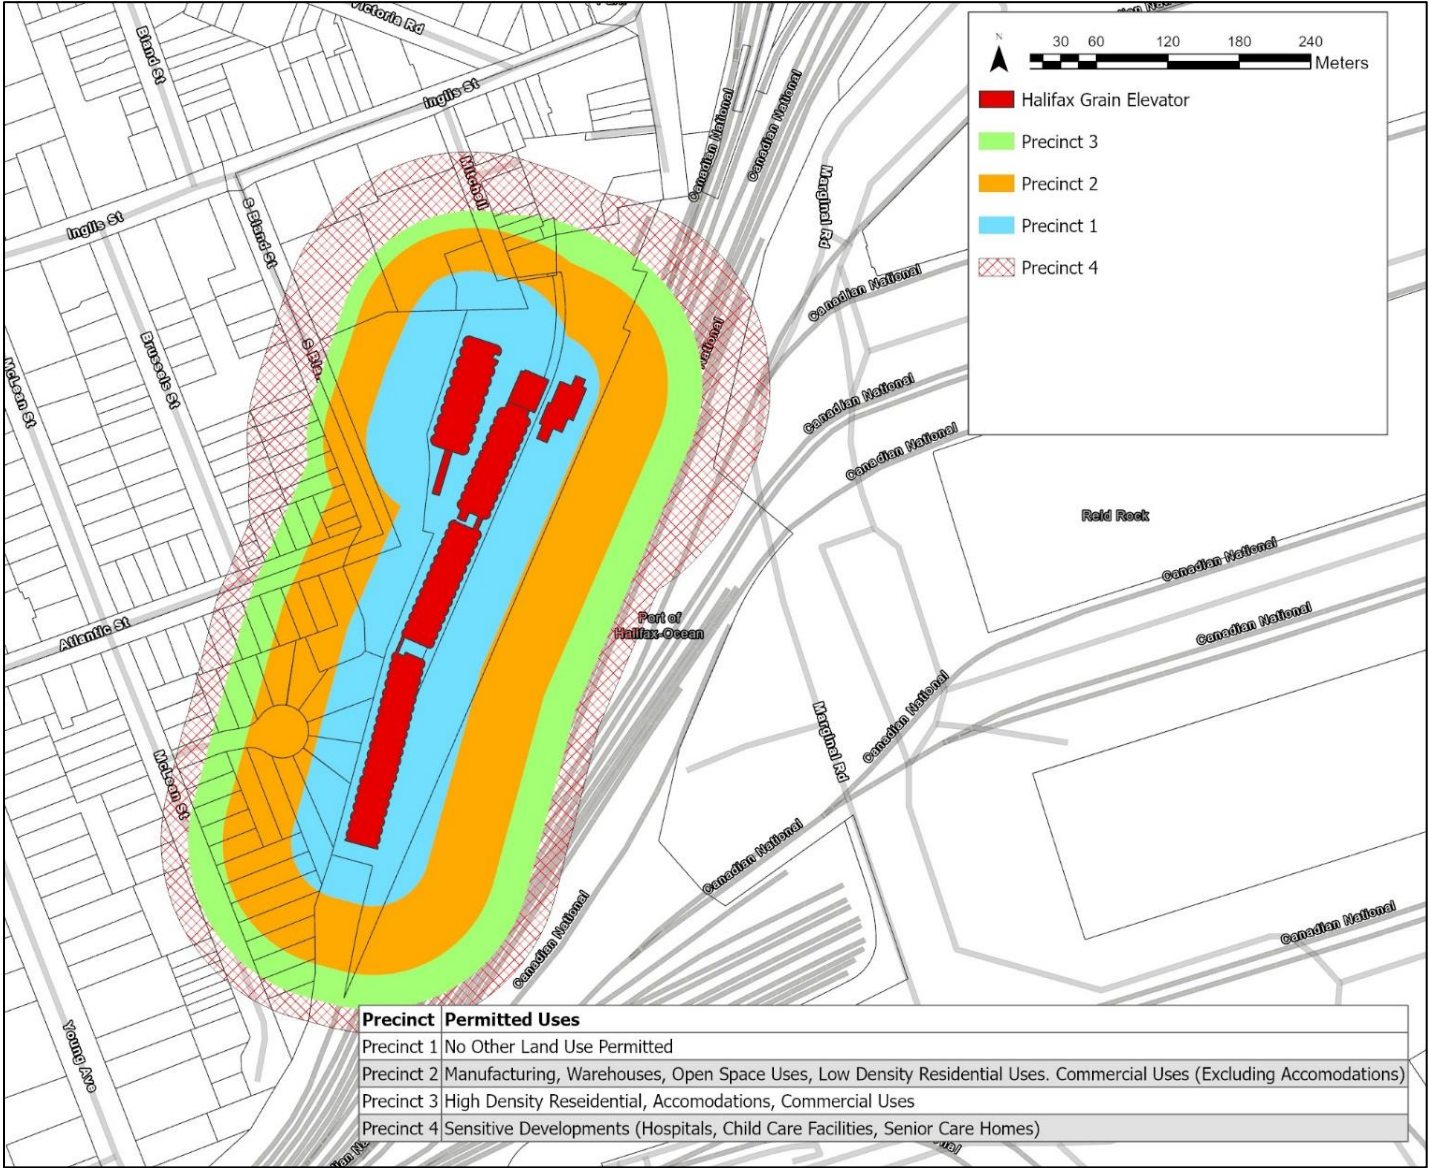 Victoria Rd
Bland St
Inglis St
Canadian National
Canadian National
Mitchell
Marginal Rd
Inglis St
S Bland St
N
30 60 120 180 240
Meters
Halifax Grain Elevator
Precinct 3
Precinct 2
Precinct 1
Precinct 4
Canadian National
National
S Bla
McLean St
Brussels St
Canadian National
Canadian National
Reid Rock
Canadian National
Port of
Halifax-Ocean
Canadian National
Atlantic St
Canadian National
Marginal Rd
McLean St
Canadian National
Canadian National
Canadian National
Young Ave
Precinct Permitted Uses
Precinct 1 No Other Land Use Permitted
Precinct 2 Manufacturing, Warehouses, Open Space Uses, Low Density Residential Uses. Commercial Uses (Excluding Accomodations)
Precinct 3 High Density Reseidential, Accomodations, Commercial Uses
Precinct 4 Sensitive Developments (Hospitals, Child Care Facilities, Senior Care Homes)